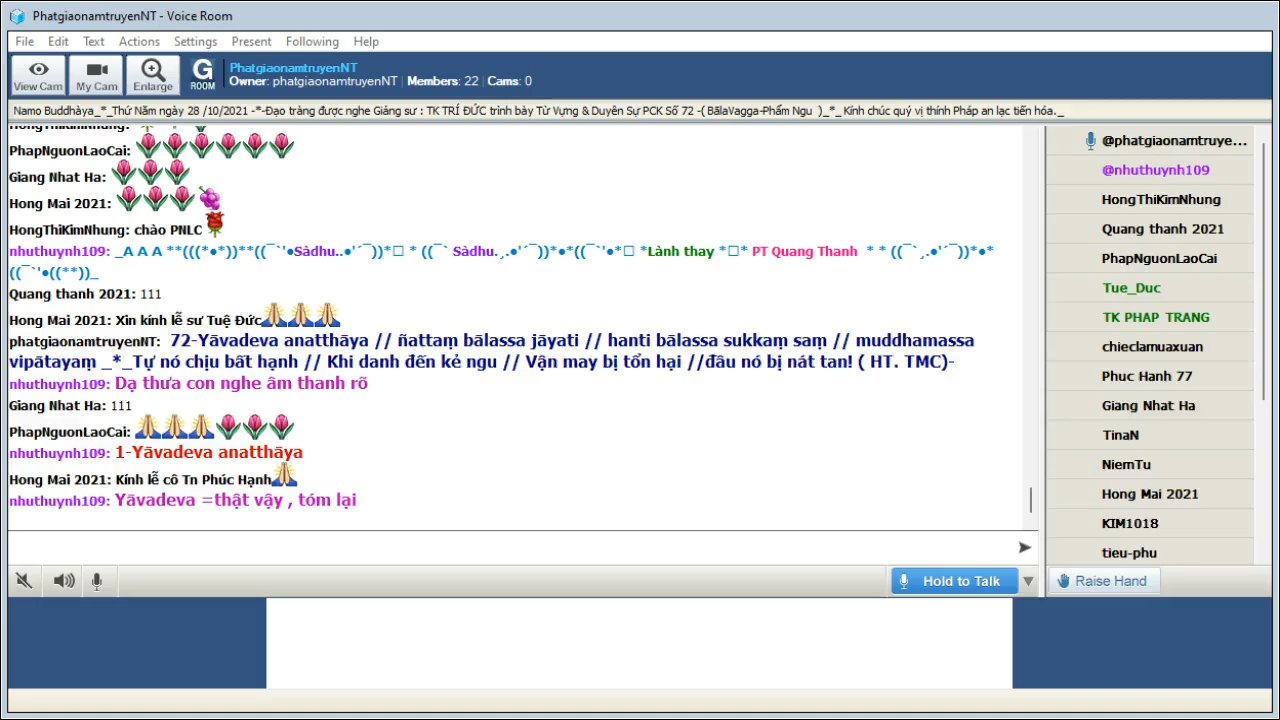 PhatgiaonamtruyenNT - Voice Room
File Edit Text Actions Settings Present Following Help
View Cam My Cam Enlarge G ROOM
PhatgiaonamtruyenNT
Owner: phatgiaonamtruyenNT | Members: 22 | Cams: 0
Namo Buddhàya_*_Thứ Năm ngày 28 /10/2021 -*-Đạo tràng được nghe Giảng sư : TK TRÍ ĐỨC trình bày Từ Vựng & Duyên Sự PCK Số 72 -( BãlaVagga-Phẩm Ngu )_*_Kính chúc quý vị thính Pháp an lạc tiến hóa._
HongThiKimNhung:
PhapNguonLaoCai:
Giang Nhat Ha:
Hong Mai 2021:
HongThiKimNhung: chào PNLC
nhuthuynh109: _A A A **(((*●*))**((¯`'●Sàdhu..●'´¯))*□ * ((¯` Sàdhu.¸.●'´¯))*●*((¯`'●*□ *Lành thay *□* PT Quang Thanh * * ((¯`¸.●'´¯))*●*
((¯`'●((**))_
Quang thanh 2021: 111
Hong Mai 2021: Xin kính lễ sư Tuệ Đức
phatgiaonamtruyenNT: 72-Yāvadeva anatthāya // ñattaṃ bālassa jāyati // hanti bālassa sukkaṃ saṃ // muddhamassa
vipātayaṃ _*_Tự nó chịu bất hạnh // Khi danh đến kẻ ngu // Vận may bị tổn hại //đầu nó bị nát tan! ( HT. TMC)-
nhuthuynh109: Dạ thưa con nghe âm thanh rõ
Giang Nhat Ha: 111
PhapNguonLaoCai:
nhuthuynh109: 1-Yāvadeva anatthāya
Hong Mai 2021: Kính lễ cô Tn Phúc Hạnh
nhuthuynh109: Yāvadeva =thật vậy , tóm lại
@phatgiaonamtruye...
@nhuthuynh109
HongThiKimNhung
Quang thanh 2021
PhapNguonLaoCai
Tue_Duc
TK PHAP TRANG
chieclamuaxuan
Phuc Hanh 77
Giang Nhat Ha
TinaN
NiemTu
Hong Mai 2021
KIM1018
tieu-phu
Hold to Talk
Raise Hand